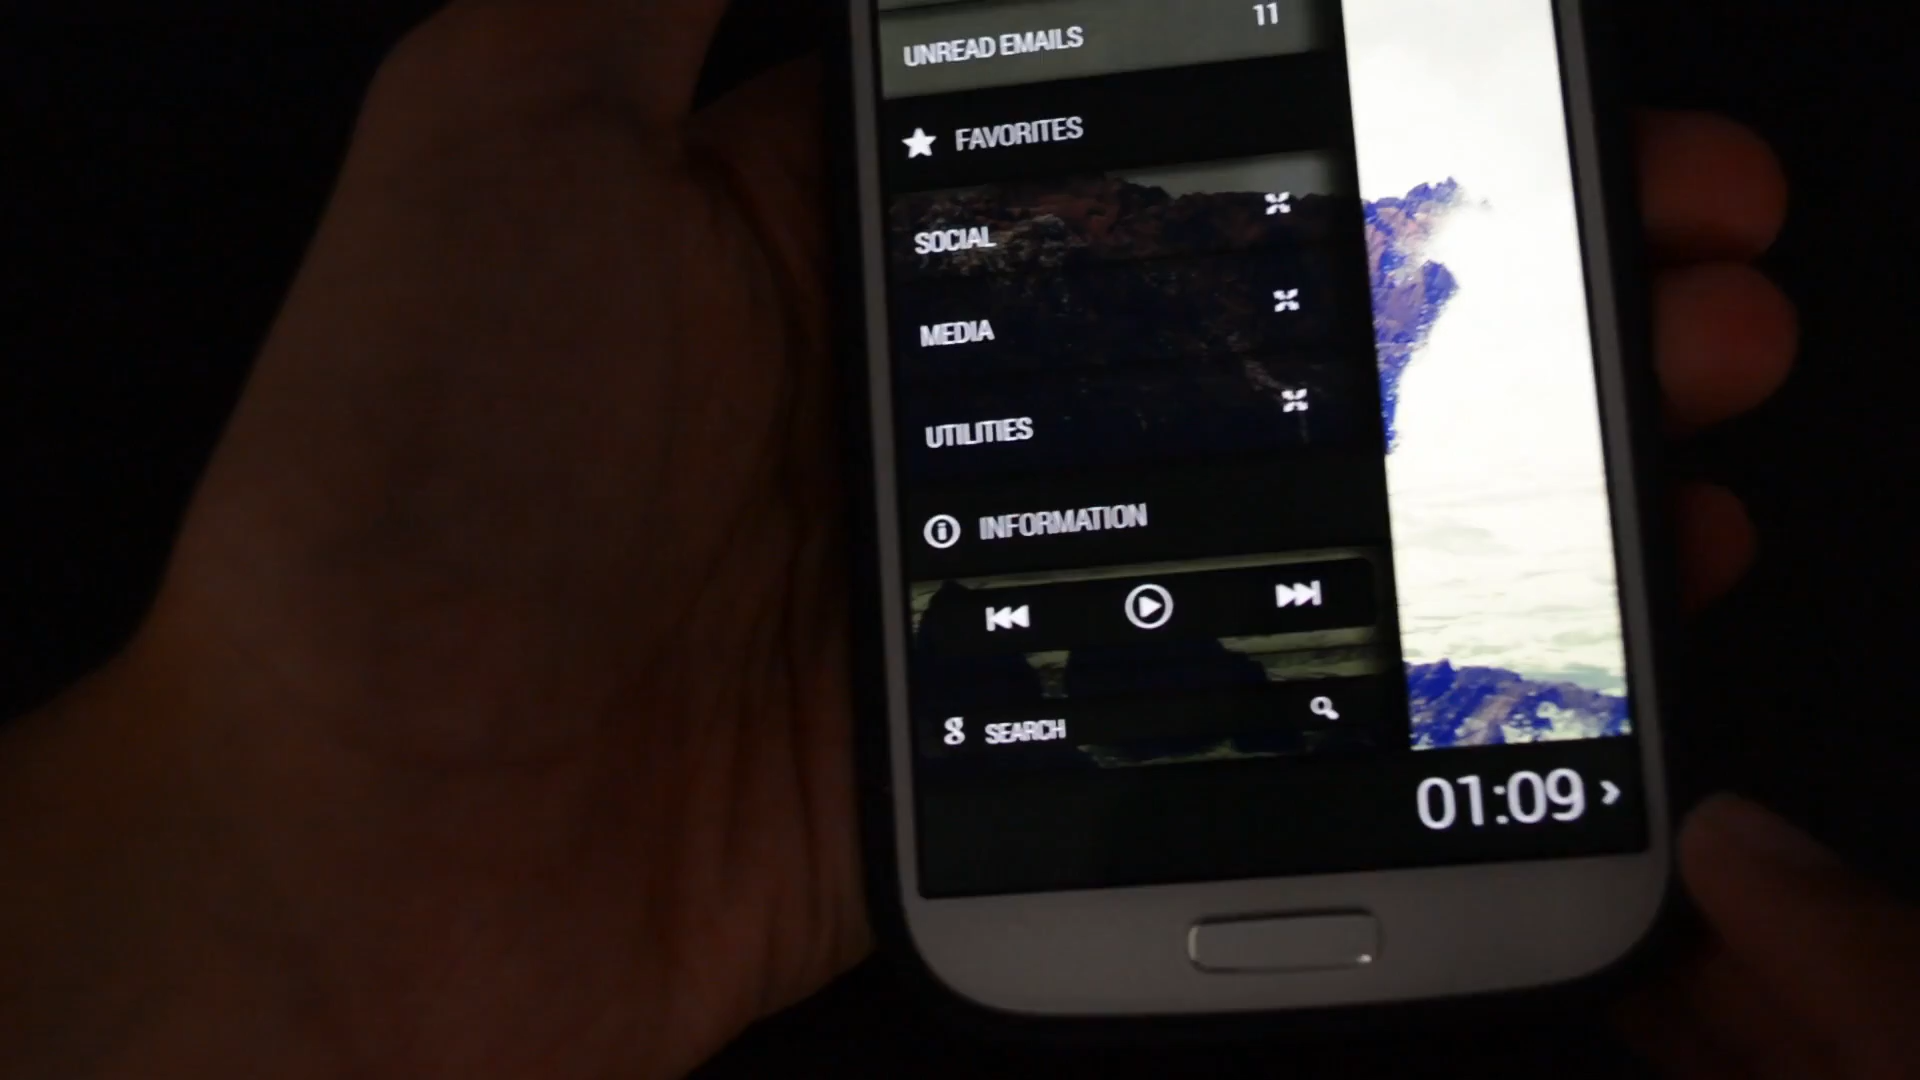 UNREAD EMAILS 11
FAVORITES
SOCIAL
MEDIA
UTILITIES
INFORMATION
g SEARCH
01:09 >